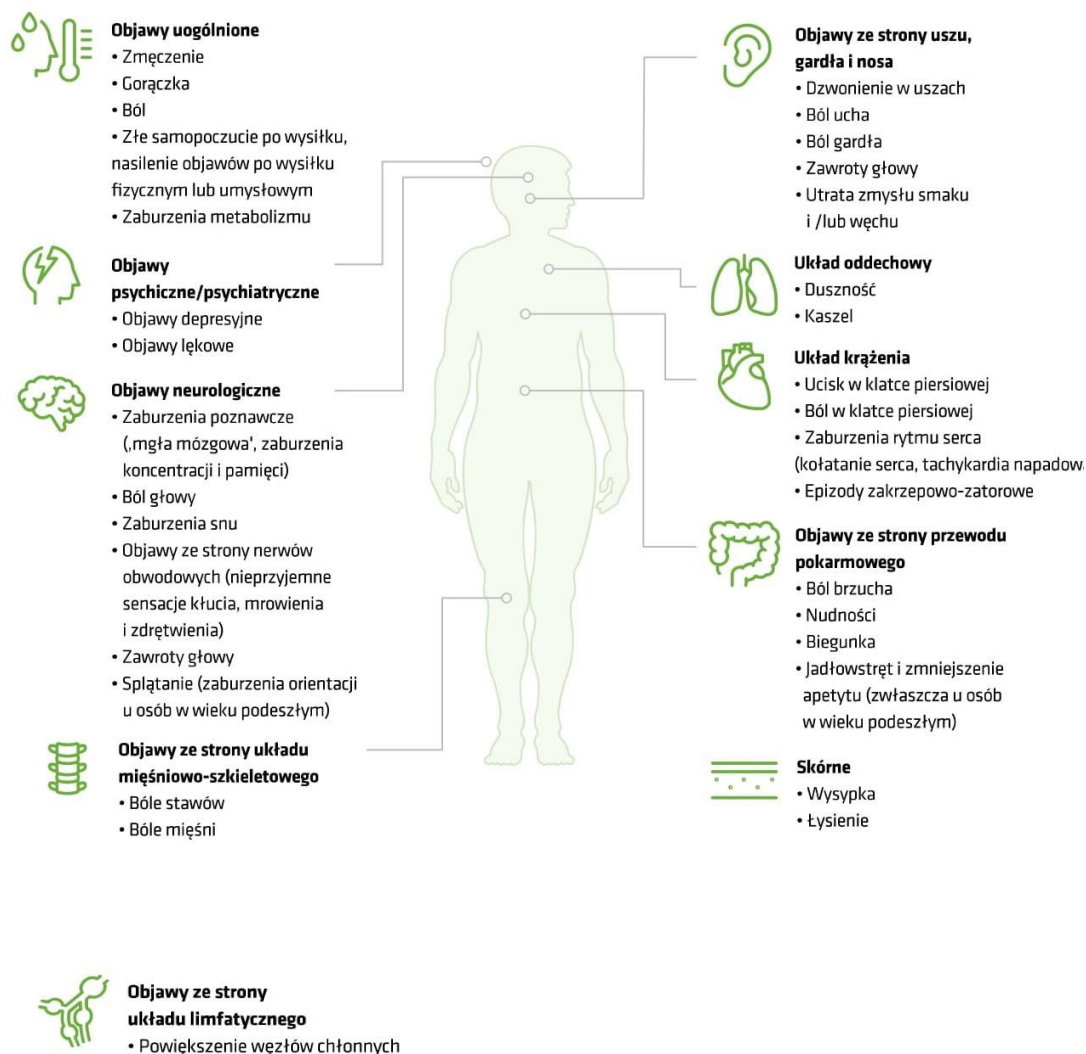 Objawy uogólnione
• Zmęczenie
• Gorączka
• Ból
• Złe samopoczucie po wysiłku,
nasilenie objawów po wysiłku
fizycznym lub umysłowym
• Zaburzenia metabolizmu
Objawy
psychiczne/psychiatryczne
• Objawy depresyjne
• Objawy lękowe
Objawy neurologiczne
• Zaburzenia poznawcze
(‚mgła mózgowa', zaburzenia
koncentracji i pamięci)
• Ból głowy
• Zaburzenia snu
• Objawy ze strony nerwów
obwodowych (nieprzyjemne
sensacje kłucia, mrowienia
i zdrętwienia)
• Zawroty głowy
• Splątanie (zaburzenia orientacji
u osób w wieku podeszłym)
Objawy ze strony układu
mięśniowo-szkieletowego
• Bóle stawów
• Bóle mięśni
Objawy ze strony
układu limfatycznego
• Powiększenie węzłów chłonnych
Objawy ze strony uszu,
gardła i nosa
• Dzwonienie w uszach
• Ból ucha
• Ból gardła
• Zawroty głowy
• Utrata zmysłu smaku
i /lub węchu
Układ oddechowy
• Duszność
• Kaszel
Układ krążenia
• Ucisk w klatce piersiowej
• Ból w klatce piersiowej
• Zaburzenia rytmu serca
(kołatanie serca, tachykardia napadowa
• Epizody zakrzepowo-zatorowe
Objawy ze strony przewodu
pokarmowego
• Ból brzucha
• Nudności
• Biegunka
• Jadłowstręt i zmniejszenie
apetytu (zwłaszcza u osób
w wieku podeszłym)
Skórne
• Wysypka
• Łysienie